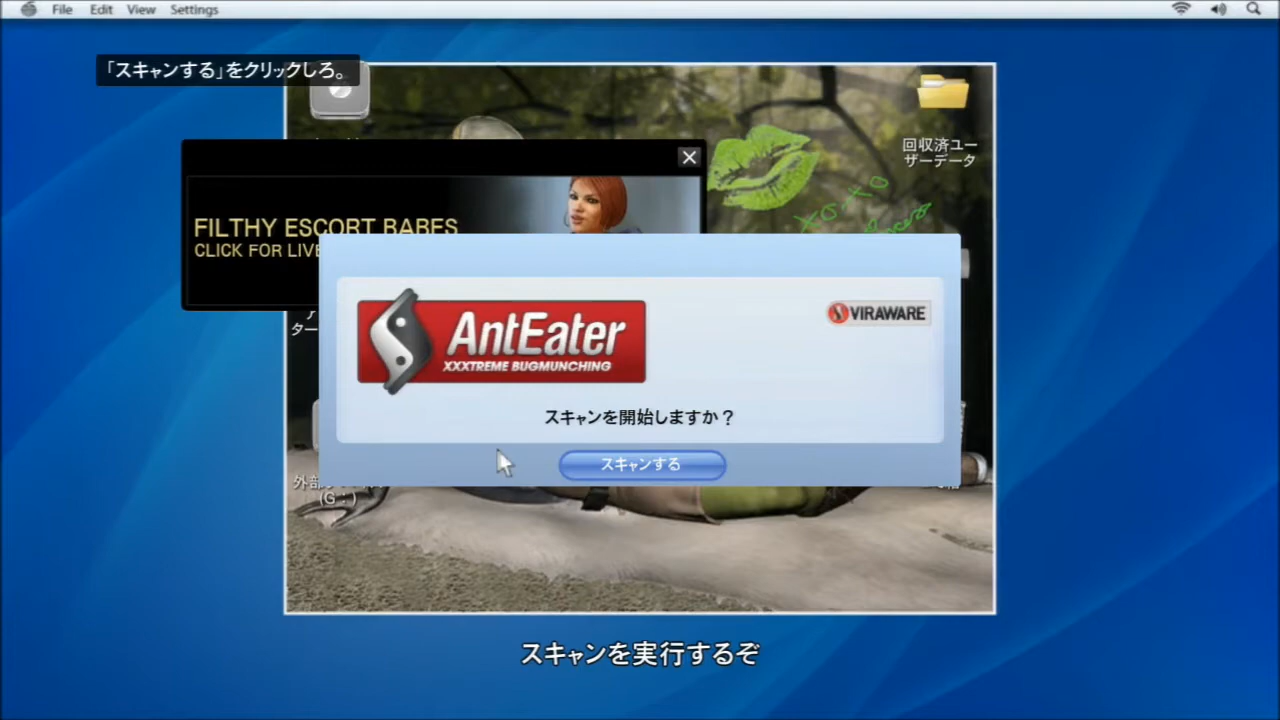 File Edit View Settings
「スキャンする」をクリックしろ。
回収済ユー
ザーデータ
XO-XO
FILTHY ESCORT BABES
CLICK FOR LIVE
AntEater
XXXTREME BUGMUNCHING
VIRAWARE
スキャンを開始しますか？
スキャンする
(G:)
スキャンを実行するぞ